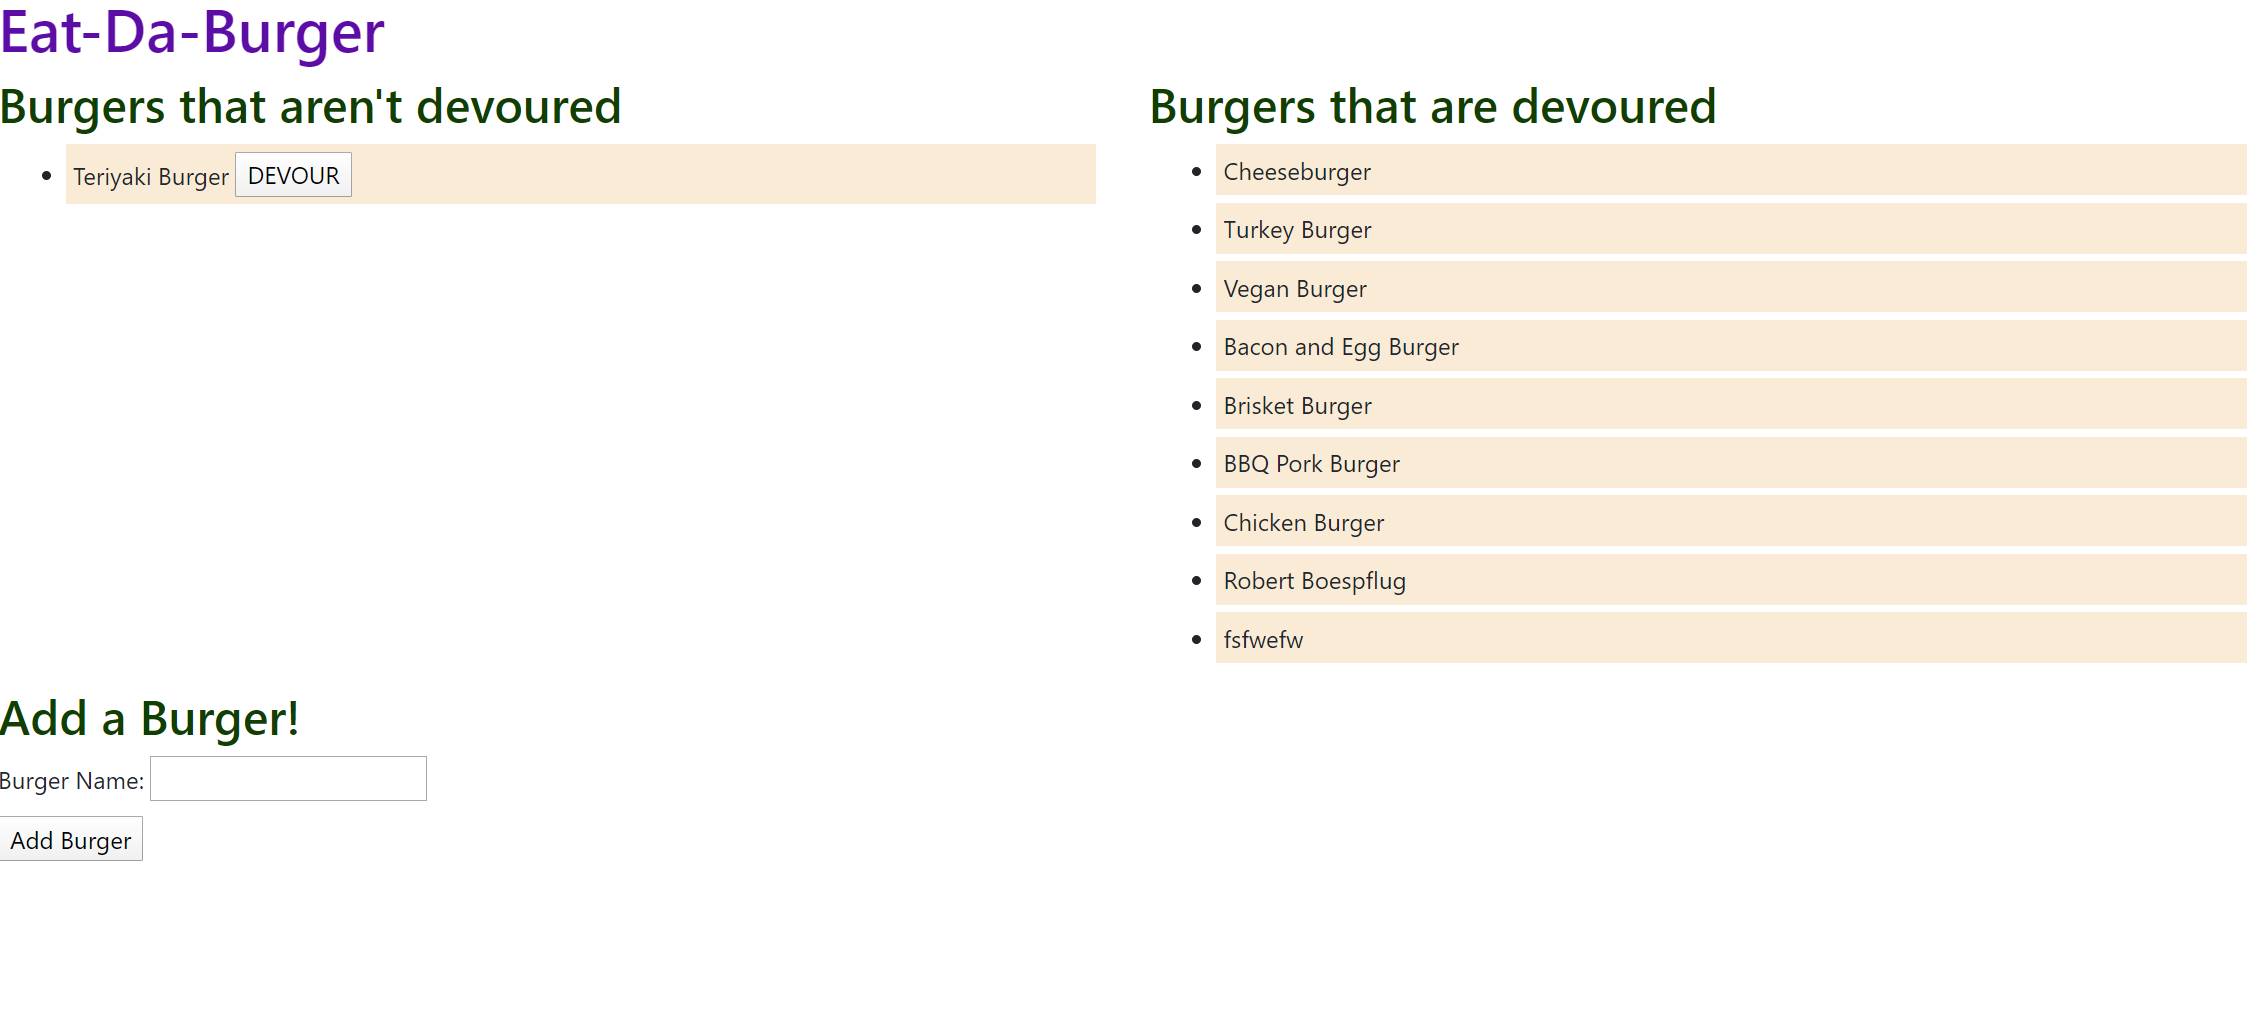 Eat-Da-Burger
Burgers that aren't devoured
Teriyaki Burger DEVOUR
Burgers that are devoured
Cheeseburger
Turkey Burger
Vegan Burger
Bacon and Egg Burger
Brisket Burger
BBQ Pork Burger
Chicken Burger
Robert Boespflug
fsfwefw
Add a Burger!
Burger Name:
Add Burger